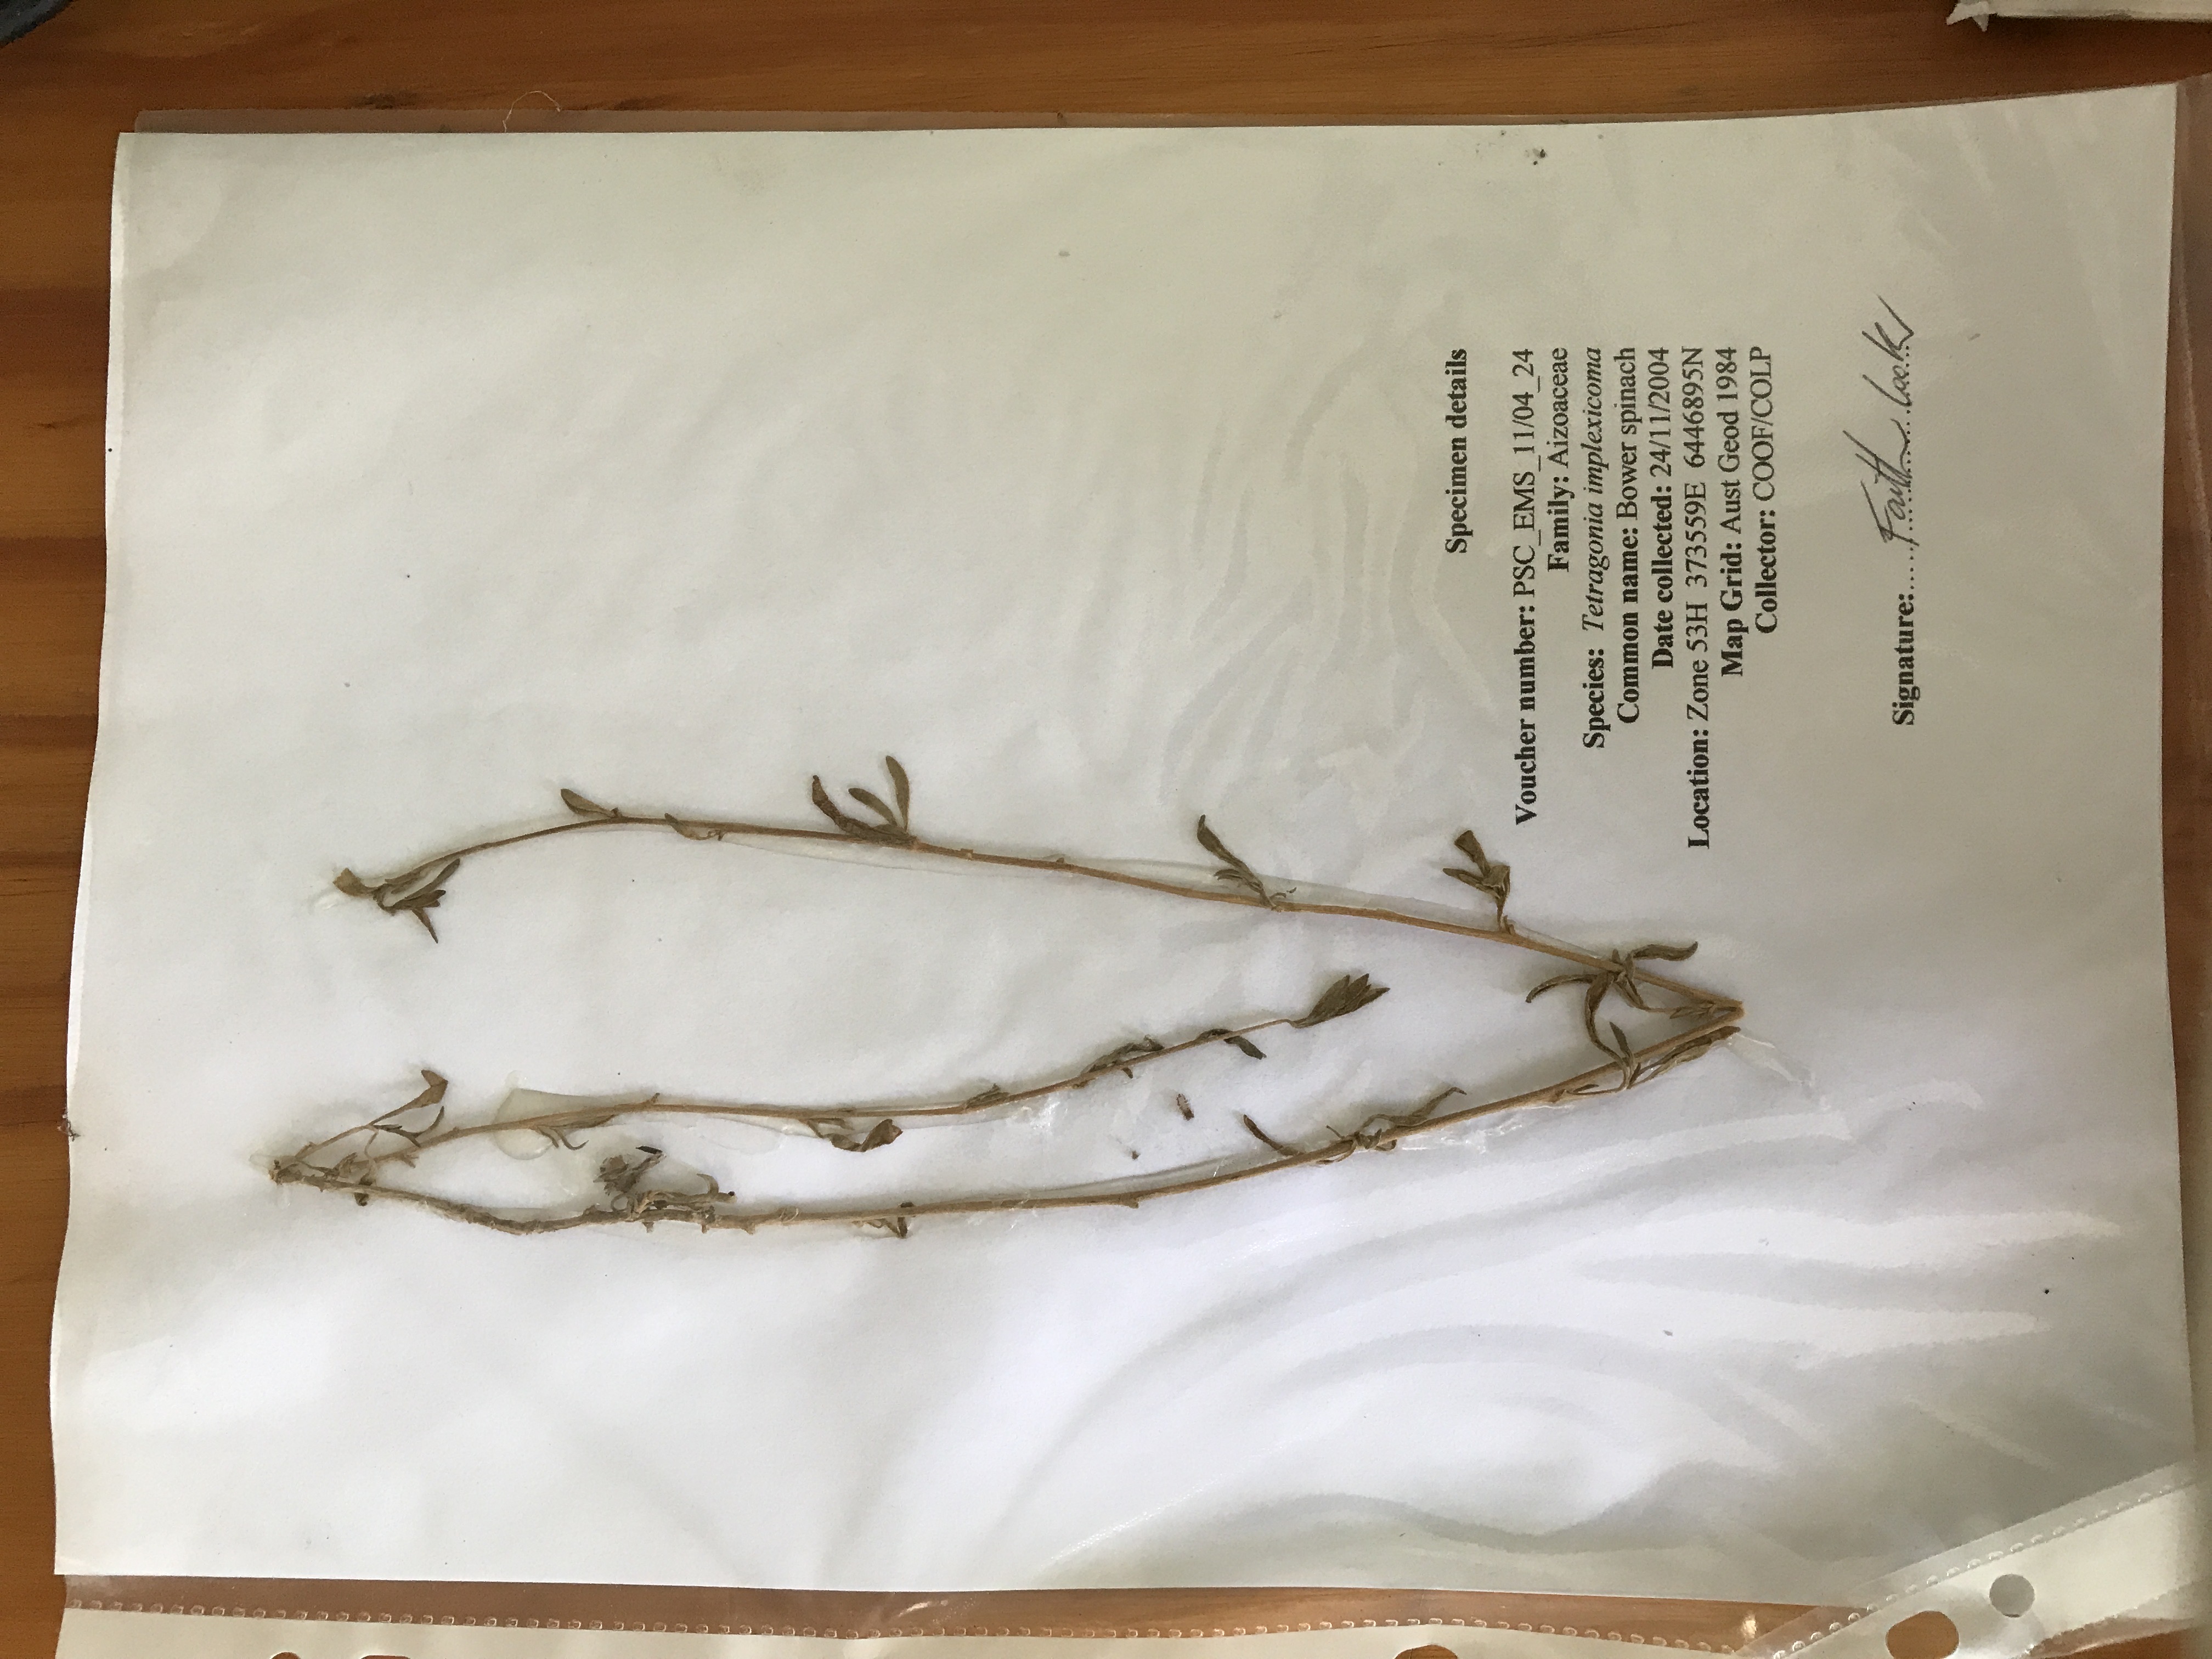 Specimen details
Voucher number: PSC_EMS_11/04_24
Family: Aizoaceae
Species: Tetragonia implexicoma
Common name: Bower spinach
Date collected: 24/11/2004
Location: Zone 53H 373559E 6446895N
Map Grid: Aust Geod 1984
Collector: COOF/COLP
Signature: Faith Cook